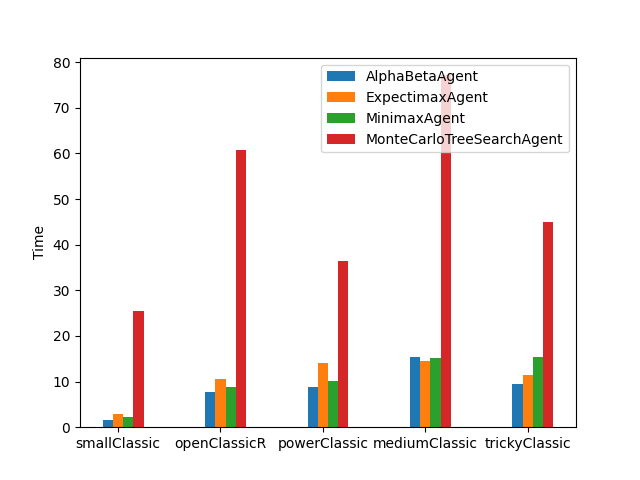 80
70
60
50
40
30
20
10
0
Time
AlphaBetaAgent
ExpectimaxAgent
MinimaxAgent
MonteCarloTreeSearchAgent
smallClassic openClassicR powerClassic mediumClassic trickyClassic